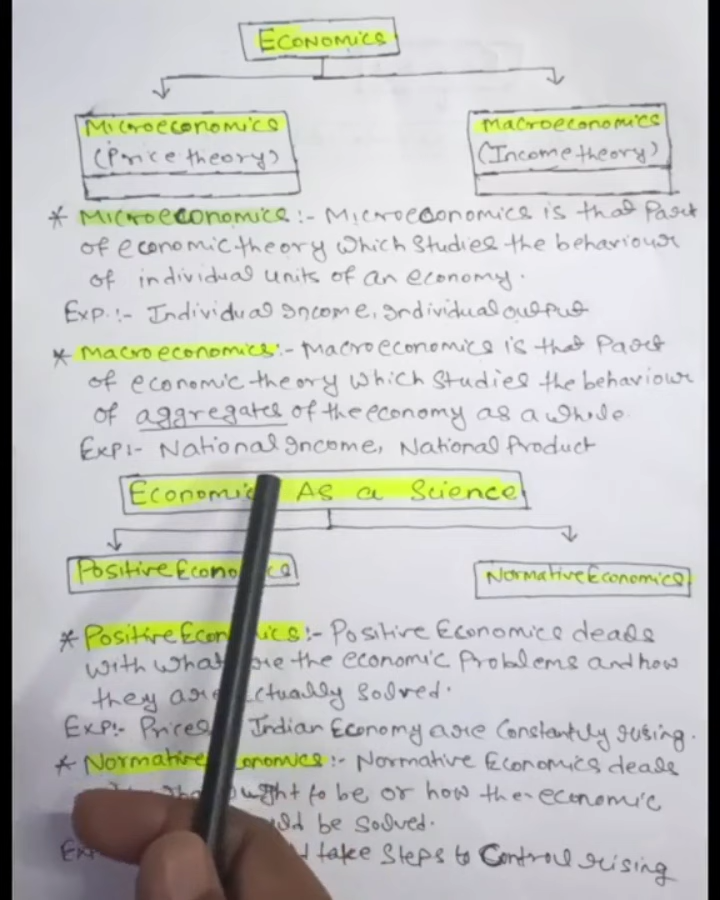 ECONOMICS
Microeconomics
(Price theory)
Macroeconomics
(Income theory)
* Microeconomics :- Microeconomics is that Part
of economic theory which studies the behaviour
of individual units of an economy.
Exp. :- Individual Income, Individual output
* Macroeconomics :- Macroeconomics is that Part
of economic theory which studies the behaviour
of aggregates of the economy as a whole.
Exp:- National Income, National Product
Economic As a Science
Positive Econo
Normative Economics
* Positive Econ ics :- Positive Economics deals
with what are the economic Problems and how
they are actually solved.
Exp:- Prices Indian Economy are Constantly rising.
* Normative onomics :- Normative Economics deals
ought to be or how the economic
be solved.
take Steps to Control rising